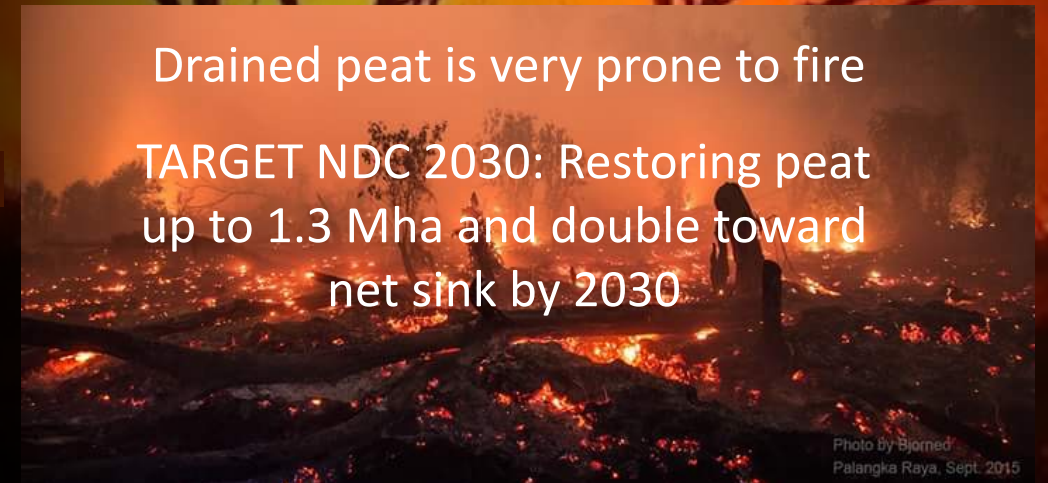 Drained peat is very prone to fire
TARGET NDC 2030: Restoring peat
up to 1.3 Mha and double toward
net sink by 2030
Photo by Bjorned
Palangka Raya, Sept. 2015